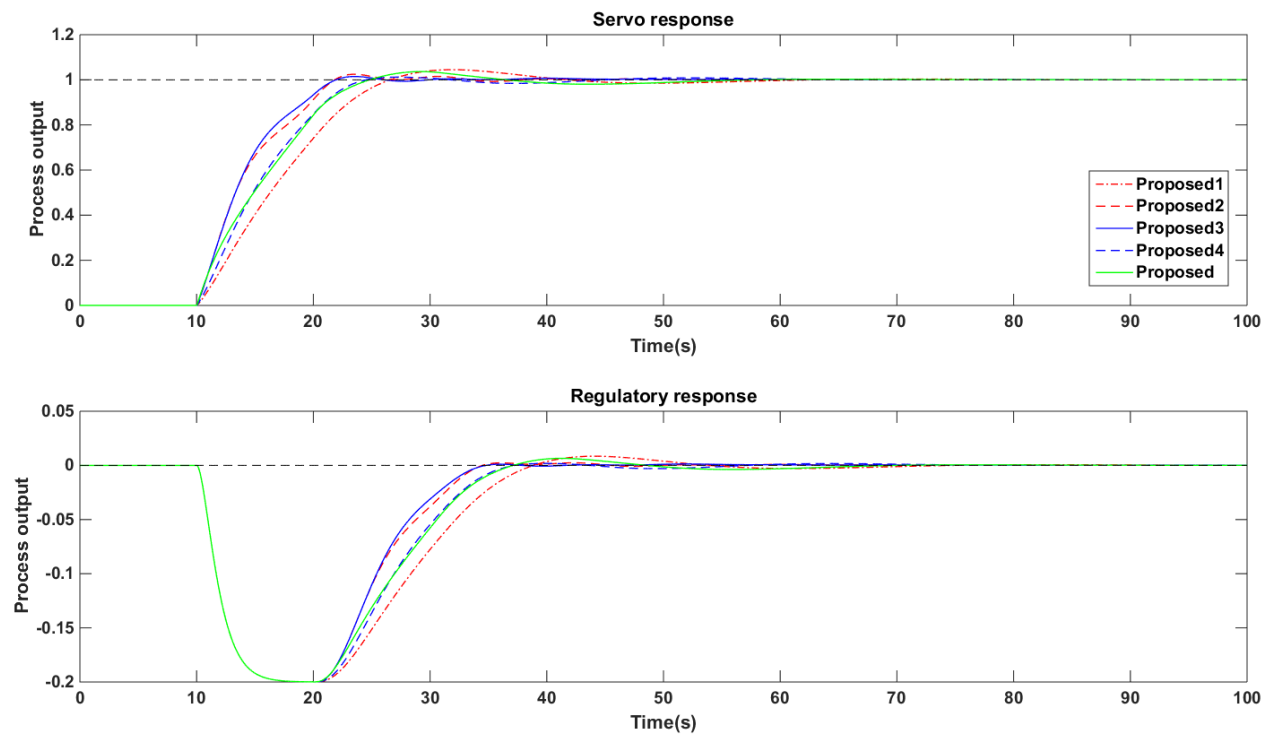 Servo response
1.2
1
0.8
0.6
0.4
0.2
0
Process output
0 10 20 30 40 50 60 70 80 90 100
Time(s)
Proposed1
Proposed2
Proposed3
Proposed4
Proposed
Regulatory response
0.05
0
-0.05
-0.1
-0.15
-0.2
Process output
0 10 20 30 40 50 60 70 80 90 100
Time(s)